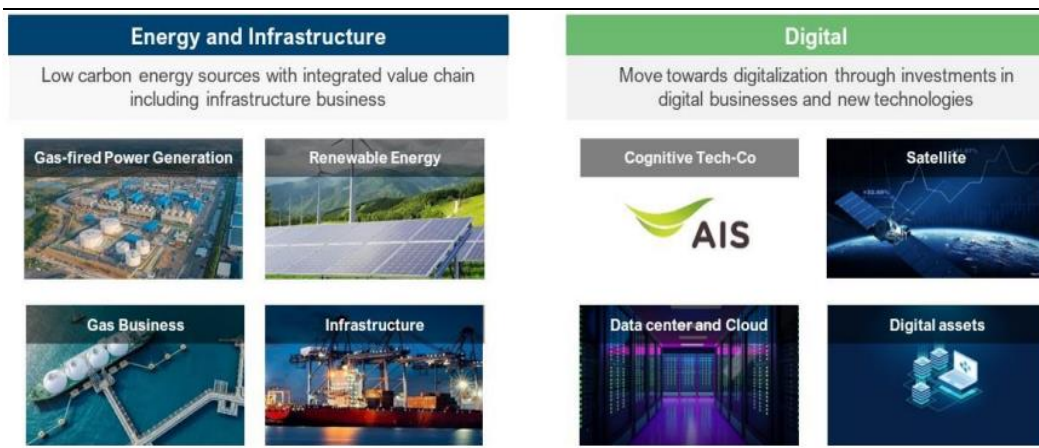 Energy and Infrastructure
Low carbon energy sources with integrated value chain
including infrastructure business
Gas-fired Power Generation
Renewable Energy
Gas Business
Infrastructure
Digital
Move towards digitalization through investments in
digital businesses and new technologies
Cognitive Tech-Co
AIS
Satellite
Data center and Cloud
Digital assets